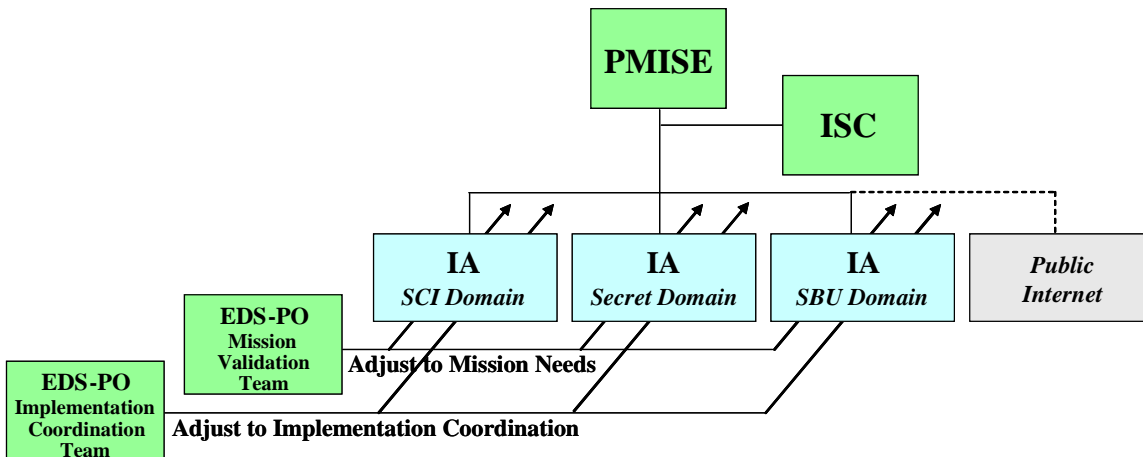 PMISE
ISC
IA
SCI Domain
IA
Secret Domain
IA
SBU Domain
Public
Internet
EDS-PO
Mission
Validation
Team
Adjust to Mission Needs
EDS-PO
Implementation
Coordination
Team
Adjust to Implementation Coordination